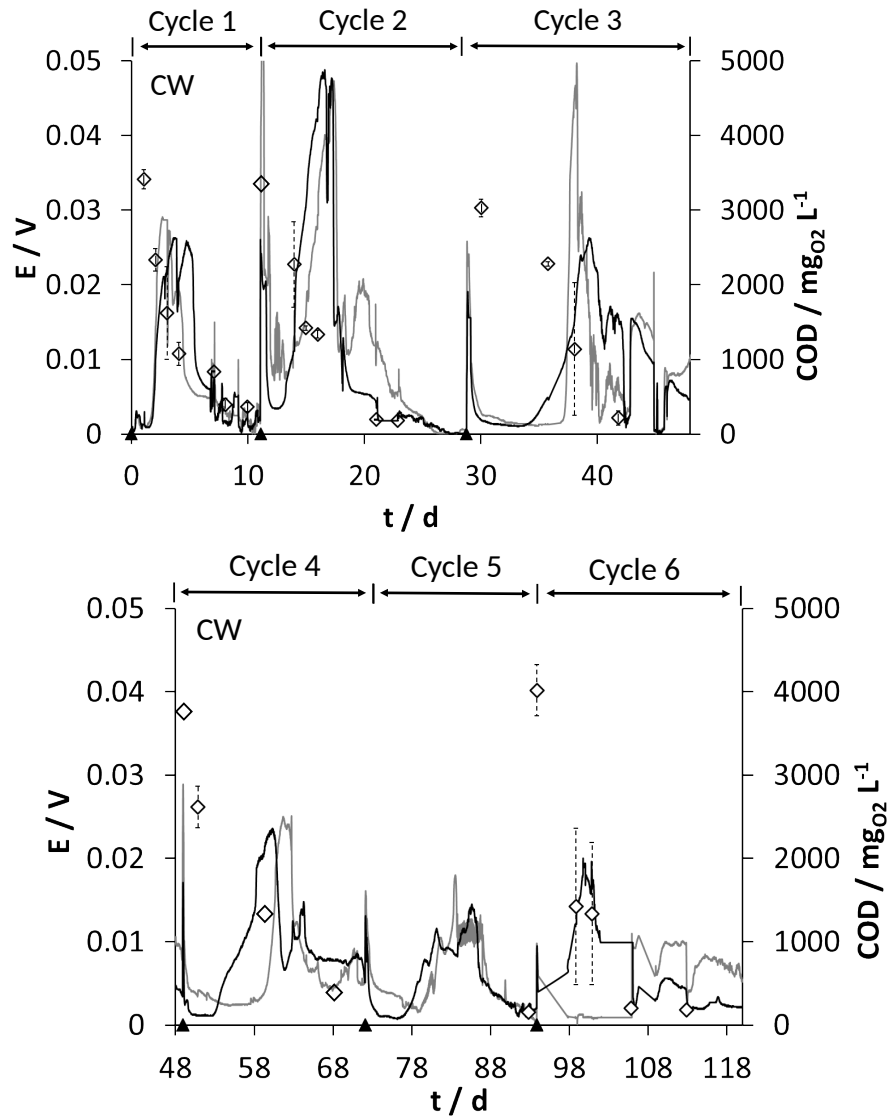 Cycle 1 Cycle 2 Cycle 3
CW
0.05 5000
0.04 4000
0.03 3000
0.02 2000
0.01 1000
0 0
E / V
COD / mgO2 L-1
0 10 20 30 40
t / d
Cycle 4 Cycle 5 Cycle 6
0.05 5000
CW
0.04 4000
0.03 3000
0.02 2000
0.01 1000
0 0
E / V
COD / mgO2 L-1
48 58 68 78 88 98 108 118
t / d